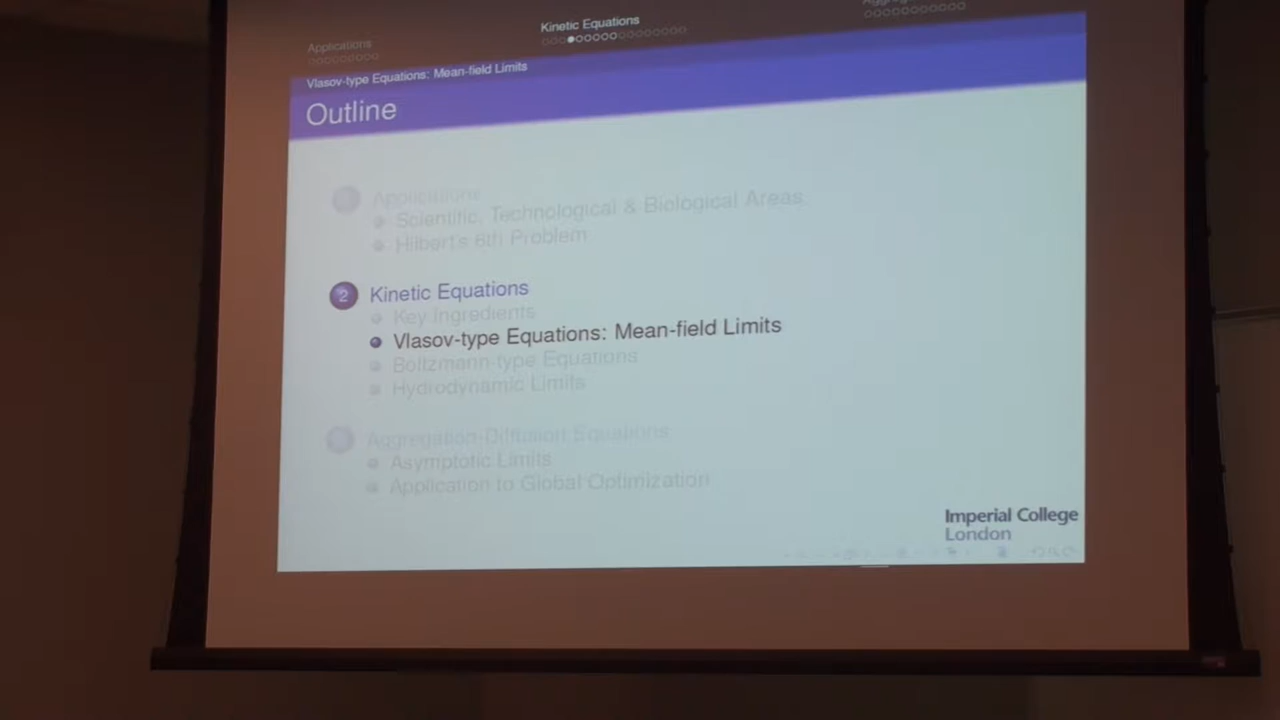 Applications
Kinetic Equations
Vlasov-type Equations: Mean-field Limits
Outline
Applications
Scientific, Technological & Biological Areas
Hilbert's 6th Problem
2 Kinetic Equations
Key Ingredients
Vlasov-type Equations: Mean-field Limits
Boltzmann-type Equations
Hydrodynamic Limits
Aggregation-Diffusion Equations
Asymptotic Limits
Application to Global Optimization
Imperial College
London